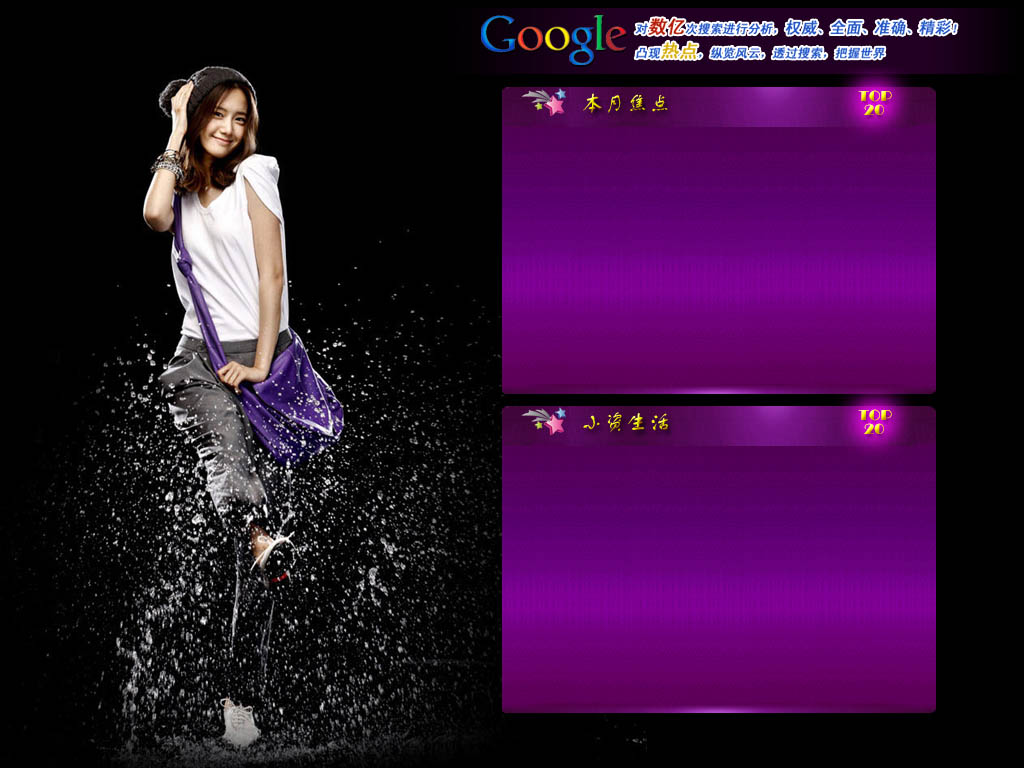 Google
对数亿次搜索进行分析，权威、全面、准确、精彩！
凸现热点，纵览风云，透过搜索，把握世界
本月焦点
TOP
20
小资生活
TOP
20